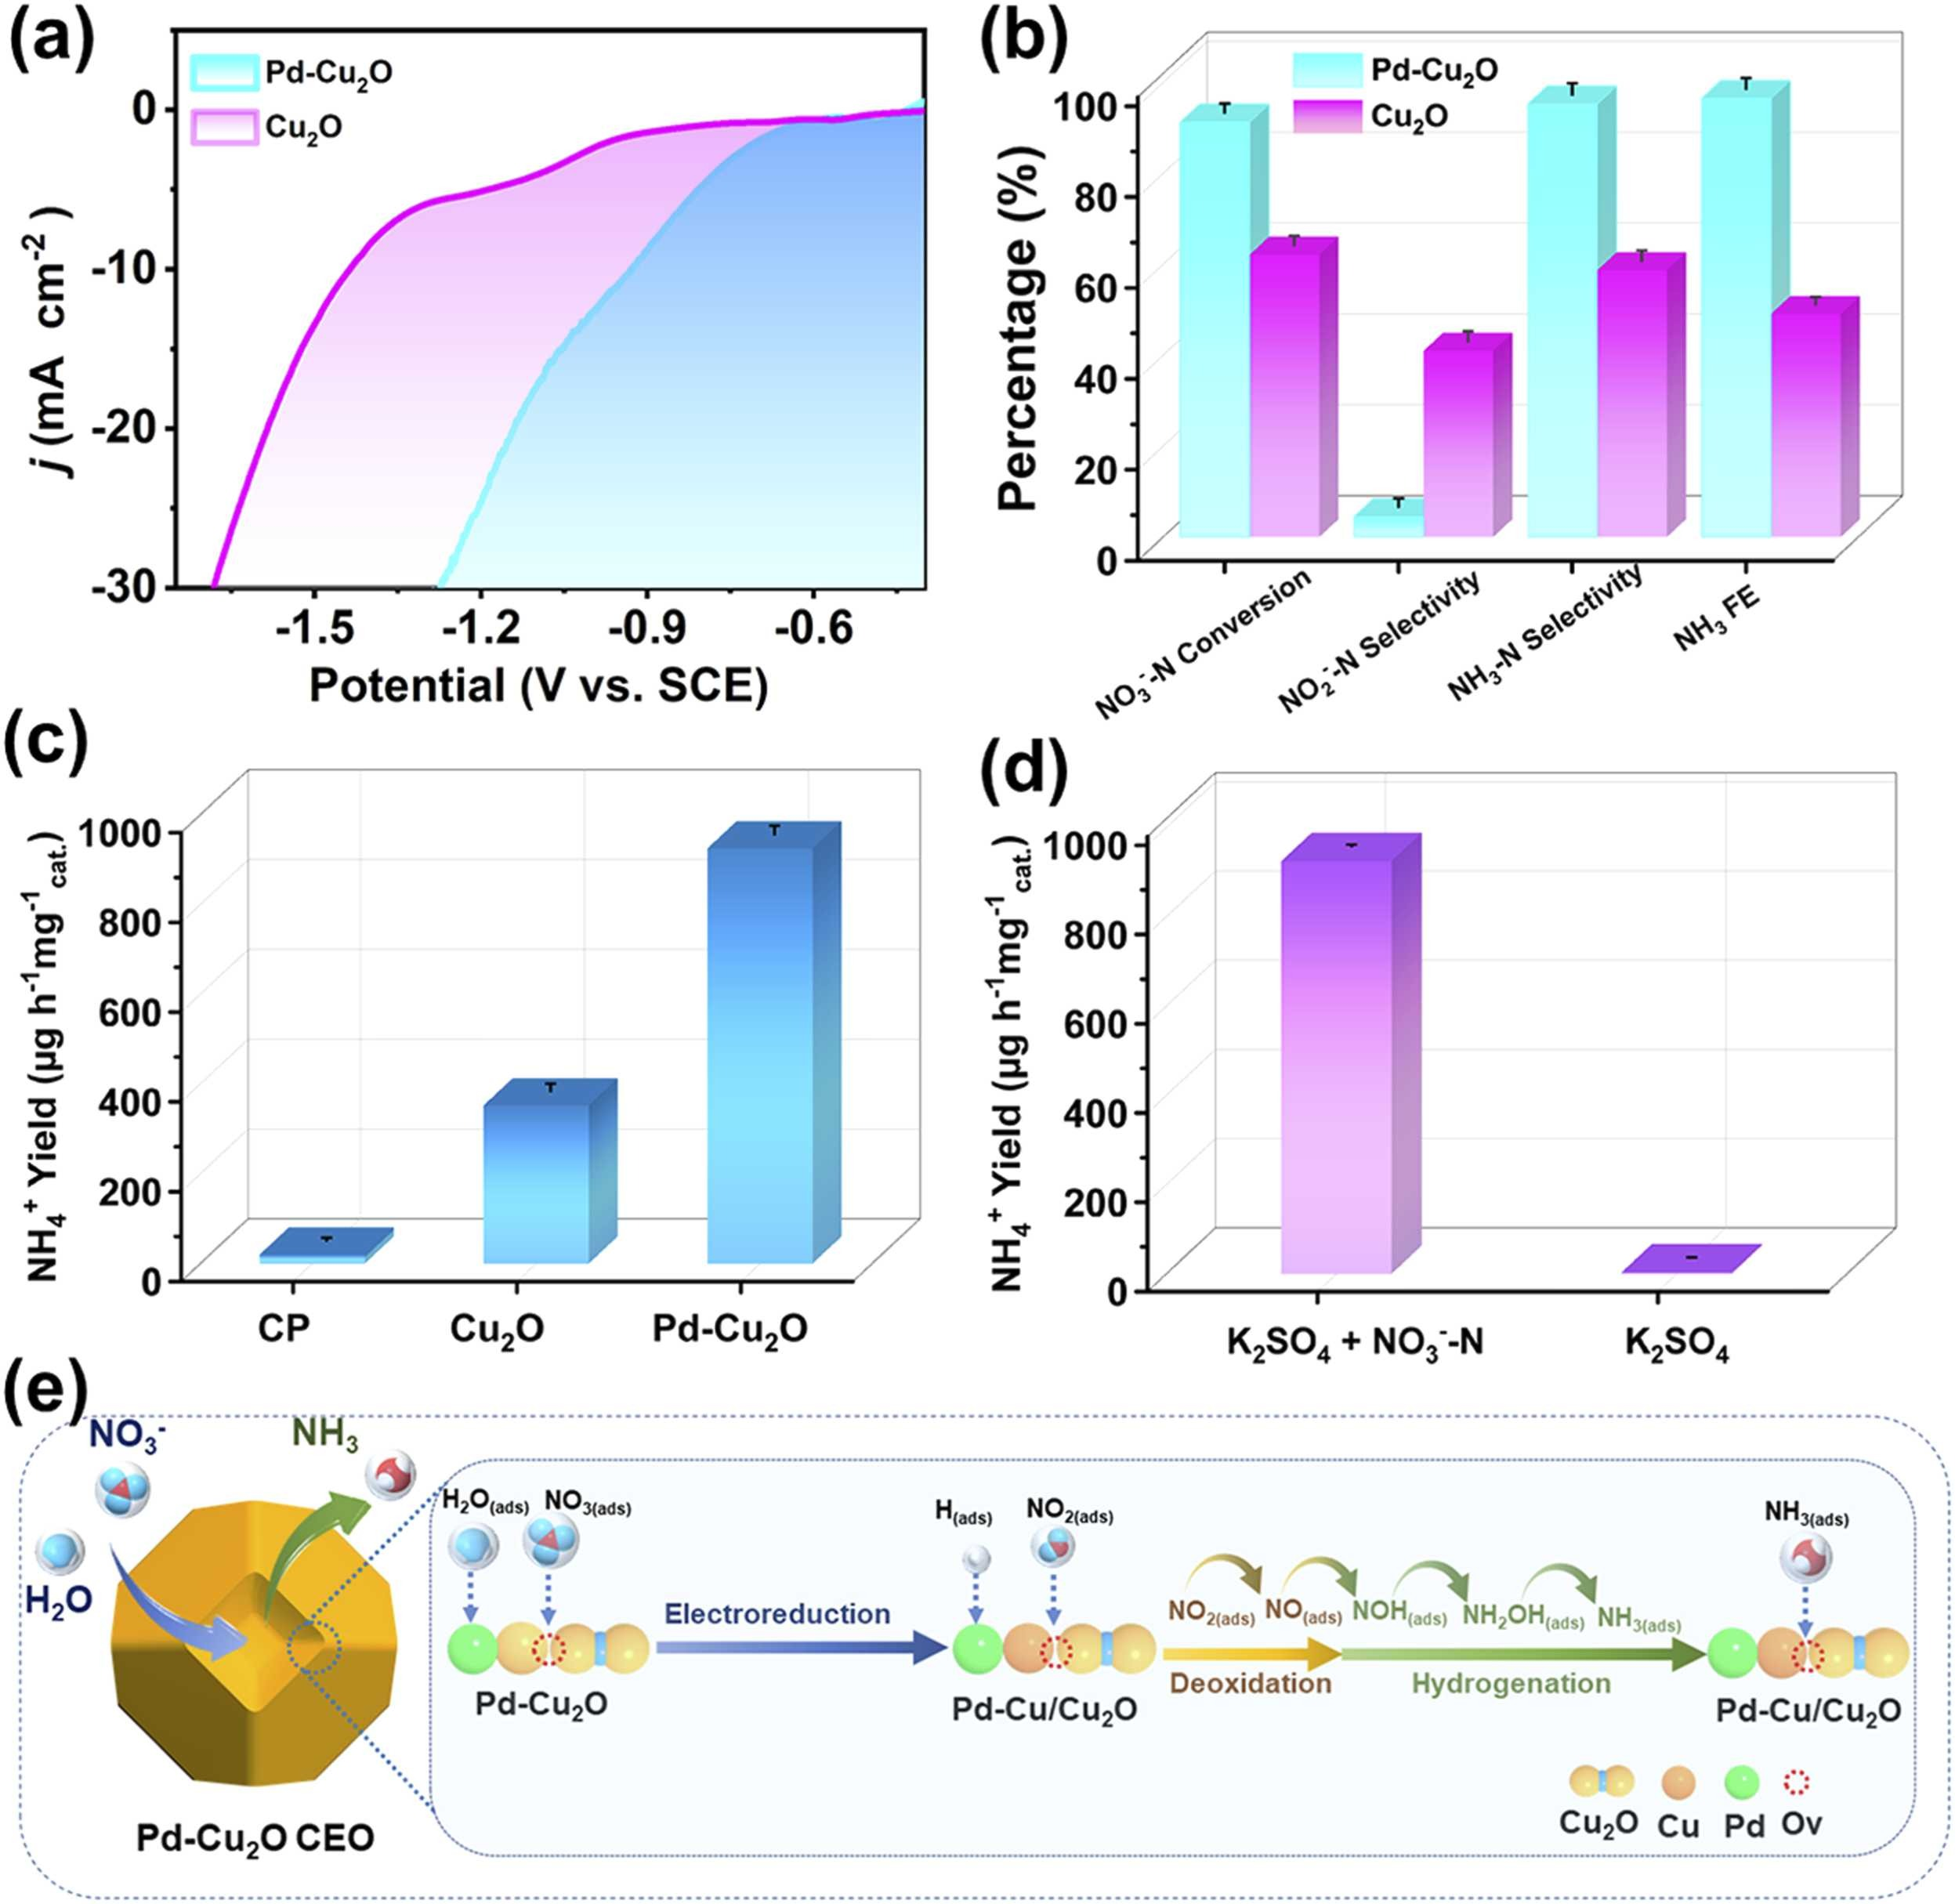 (a)
Pd-Cu₂O
Cu₂O
0
-10
-20
-30
j (mA cm⁻²)
-1.5 -1.2 -0.9 -0.6
Potential (V vs. SCE)
(b)
Pd-Cu₂O
Cu₂O
100
80
60
40
20
0
Percentage (%)
NO₃⁻-N Conversion
NO₂⁻-N Selectivity
NH₃-N Selectivity
NH₃ FE
(c)
1000
800
600
400
200
0
NH₄⁺ Yield (µg h⁻¹mg⁻¹cat.)
CP Cu₂O Pd-Cu₂O
(d)
1000
800
600
400
200
0
NH₄⁺ Yield (µg h⁻¹mg⁻¹cat.)
K₂SO₄ + NO₃⁻-N K₂SO₄
(e)
NO₃⁻
NH₃
H₂O
Pd-Cu₂O CEO
H₂O(ads) NO₃(ads)
Pd-Cu₂O
Electroreduction
H(ads) NO₂(ads)
Pd-Cu/Cu₂O
NO₂(ads) NO(ads) NOH(ads) NH₂OH(ads) NH₃(ads)
Deoxidation Hydrogenation
NH₃(ads)
Pd-Cu/Cu₂O
Cu₂O Cu Pd Ov